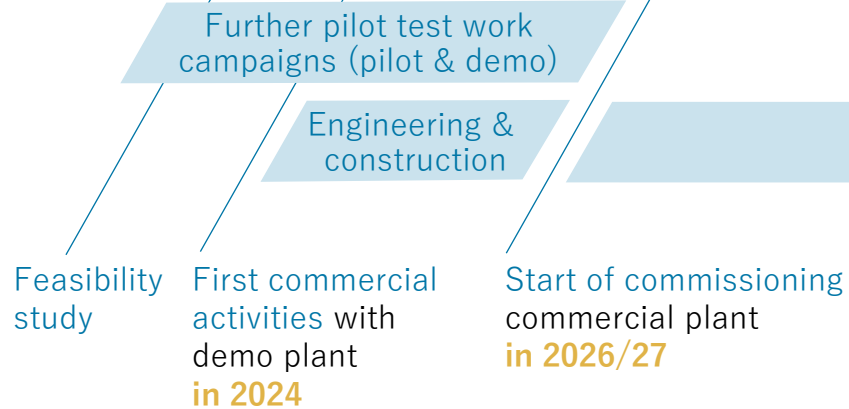 Further pilot test work
campaigns (pilot & demo)
Engineering &
construction
Feasibility
study
First commercial
activities with
demo plant
in 2024
Start of commissioning
commercial plant
in 2026/27